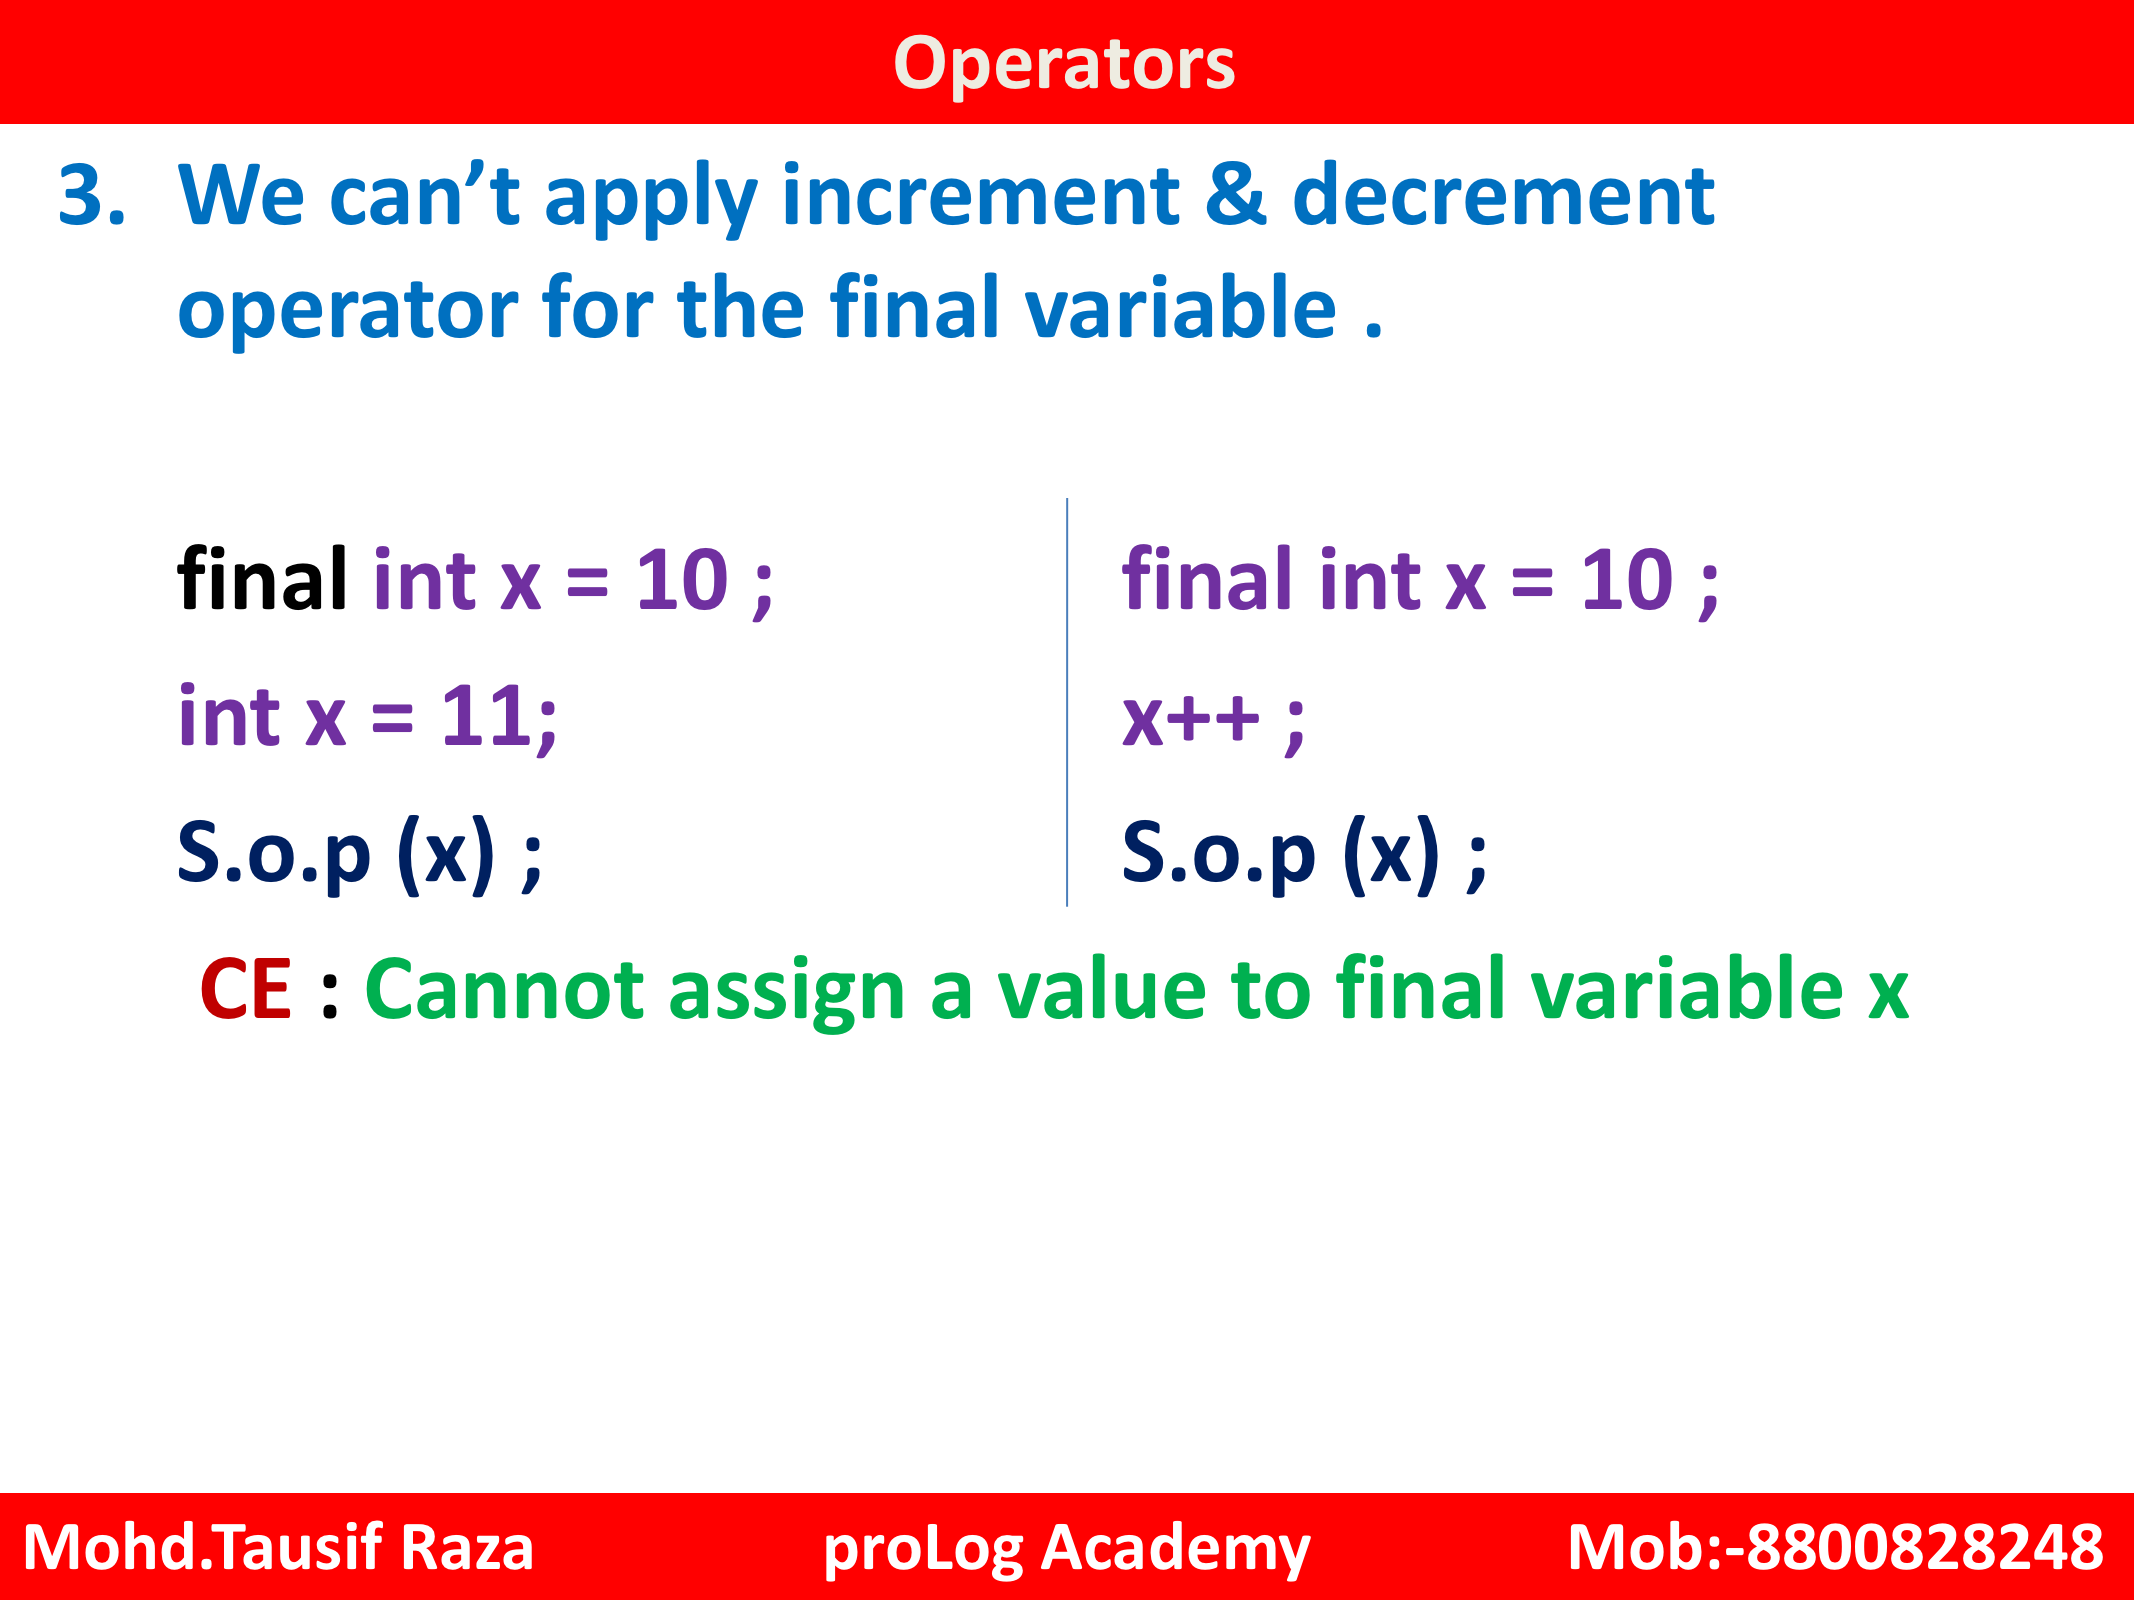 Operators
3. We can’t apply increment & decrement
operator for the final variable .
final int x = 10 ;
int x = 11;
S.o.p (x) ;
final int x = 10 ;
x++ ;
S.o.p (x) ;
CE : Cannot assign a value to final variable x
Mohd.Tausif Raza proLog Academy Mob:-8800828248